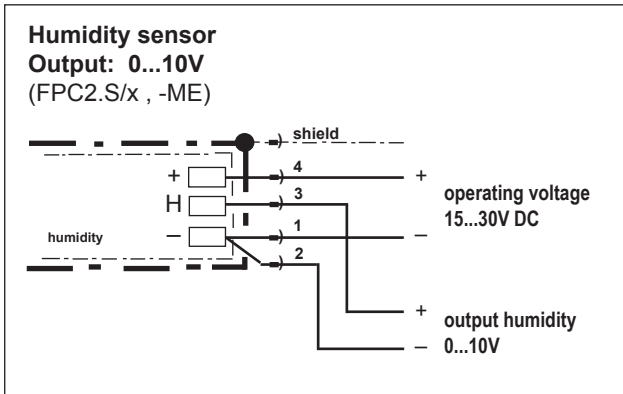 Humidity sensor
Output: 0...10V
(FPC2.S/x , -ME)
shield
+ 4 +
H 3
operating voltage
15...30V DC
humidity
– 1 –
2
+
output humidity
– 0...10V